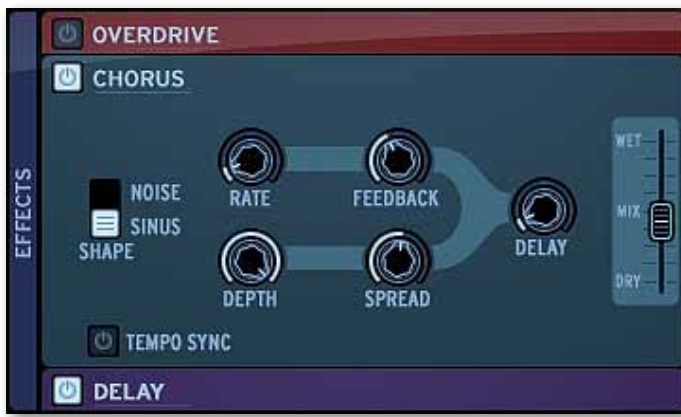 EFFECTS
OVERDRIVE
CHORUS
NOISE
SINUS
SHAPE
RATE
FEEDBACK
DEPTH
SPREAD
DELAY
WET
MIX
DRY
TEMPO SYNC
DELAY